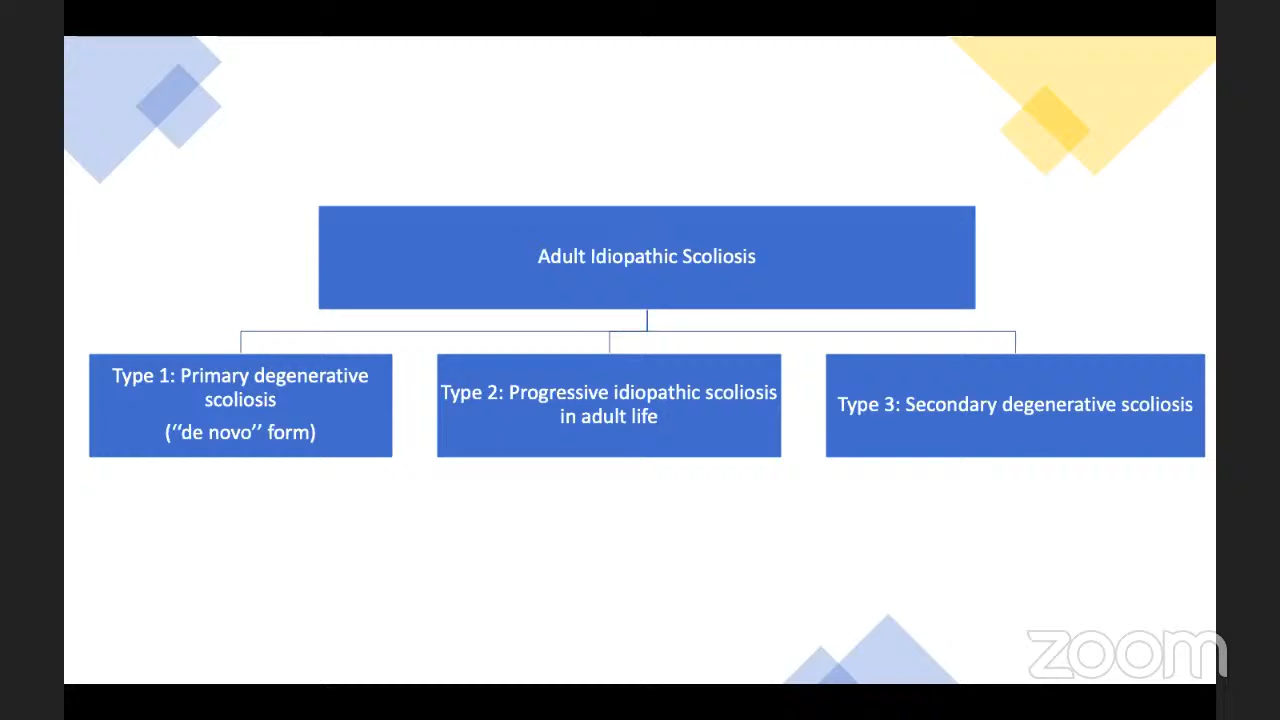 Adult Idiopathic Scoliosis
Type 1: Primary degenerative
scoliosis
(‘‘de novo’’ form)
Type 2: Progressive idiopathic scoliosis
in adult life
Type 3: Secondary degenerative scoliosis
zoom